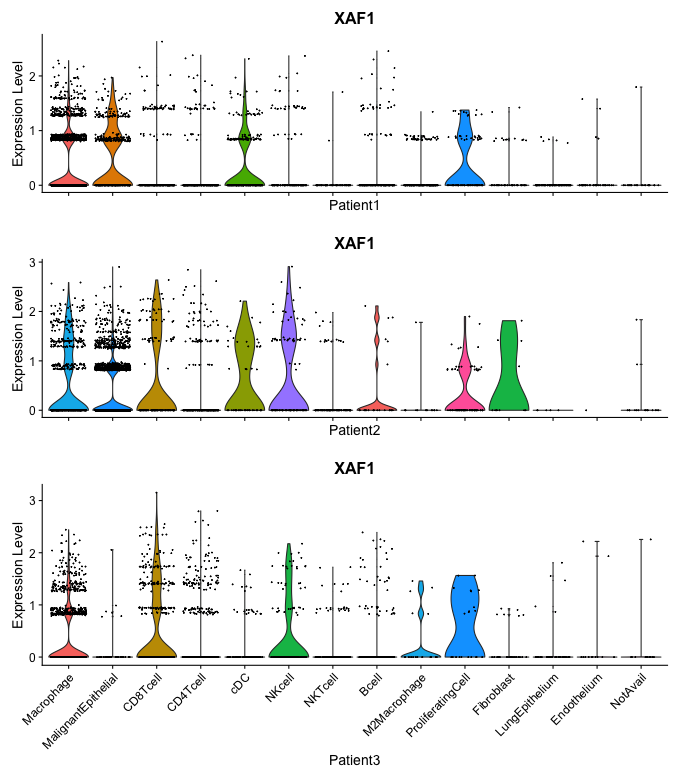 XAF1
Expression Level
2
1
0
Patient1
XAF1
Expression Level
3
2
1
0
Patient2
XAF1
Expression Level
3
2
1
0
Macrophage
MalignantEpithelial
CD8Tcell
CD4Tcell
cDC
NKcell
NKTcell
Bcell
M2Macrophage
ProliferatingCell
Fibroblast
LungEpithelium
Endothelium
NotAvail
Patient3